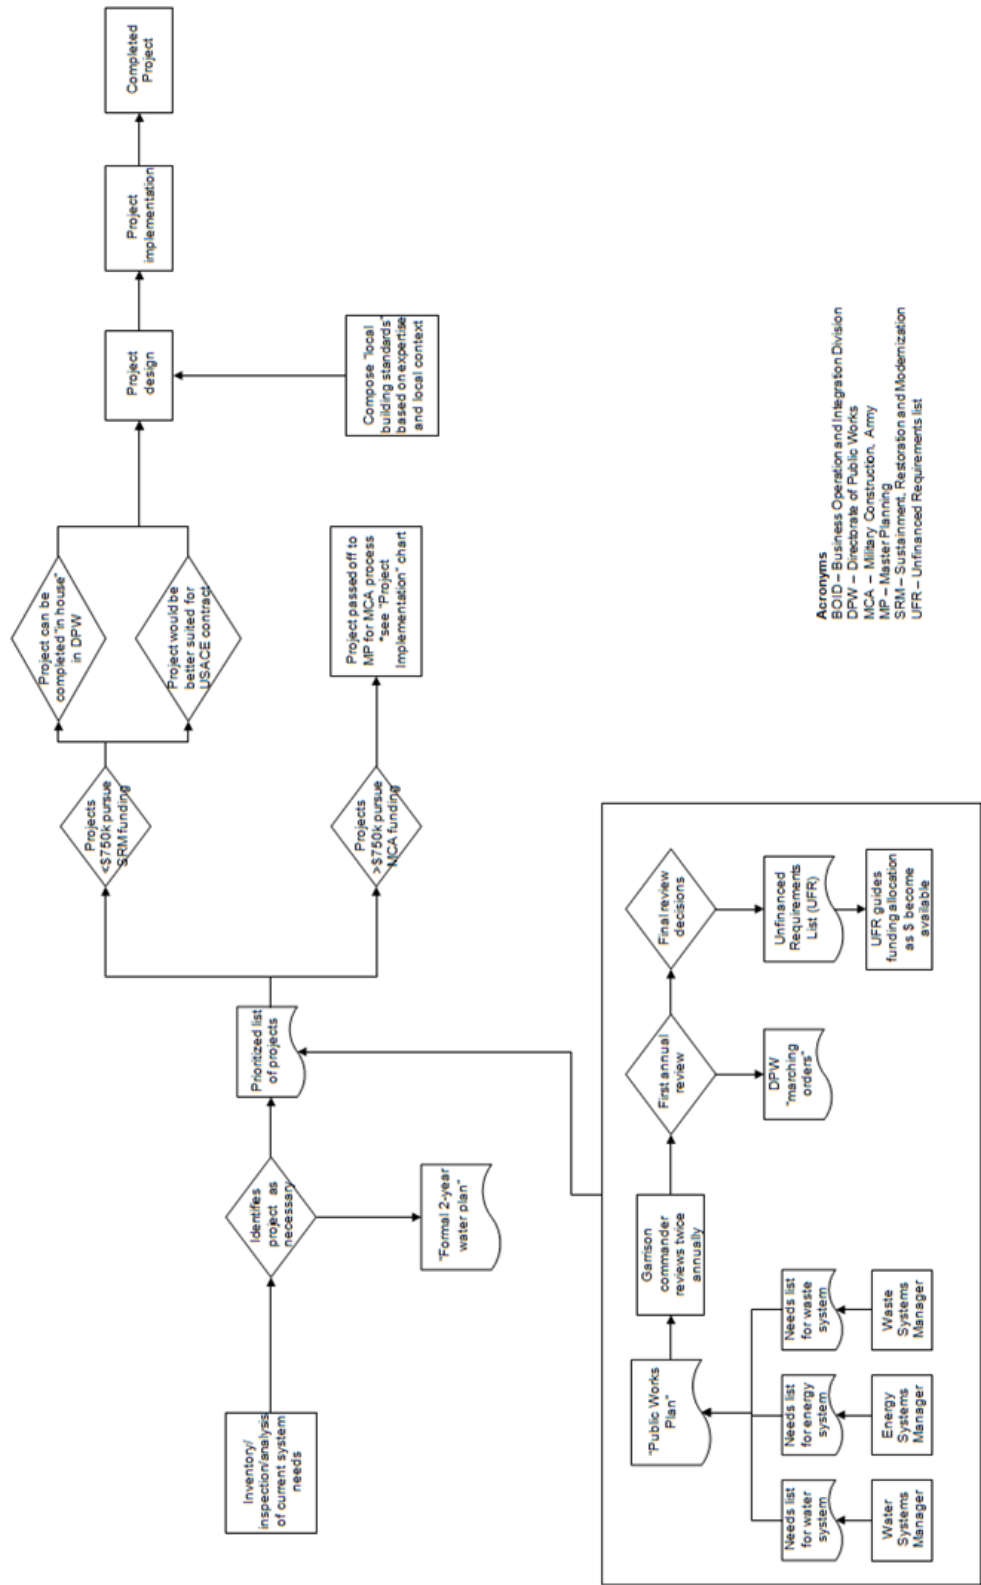 Inventory/
inspection/analysis
of current system
needs
Identifies
project as
necessary
"Formal 2-year
water plan"
Prioritized list
of projects
Projects
<$750k pursue
SRM funding
Projects
>$750k pursue
MCA funding
Project can be
completed "in house"
in DPW
Project would be
better suited for
USACE contract
Project passed off to
MP for MCA process
*see "Project
Implementation" chart
Project
design
Compose "local
building standards"
based on expertise
and local context
Project
implementation
Completed
Project
"Public Works
Plan"
Garrison
commander
reviews twice
annually
First annual
review
Final review
decisions
DPW
"marching
orders"
Unfinanced
Requirements
List (UFR)
UFR guides
funding allocation
as $ become
available
Needs list
for water
system
Needs list
for energy
system
Needs list
for waste
system
Water
Systems
Manager
Energy
Systems
Manager
Waste
Systems
Manager
Acronyms
BOID – Business Operation and Integration Division
DPW – Directorate of Public Works
MCA – Military Construction, Army
MP – Master Planning
SRM – Sustainment, Restoration and Modernization
UFR – Unfinanced Requirements list